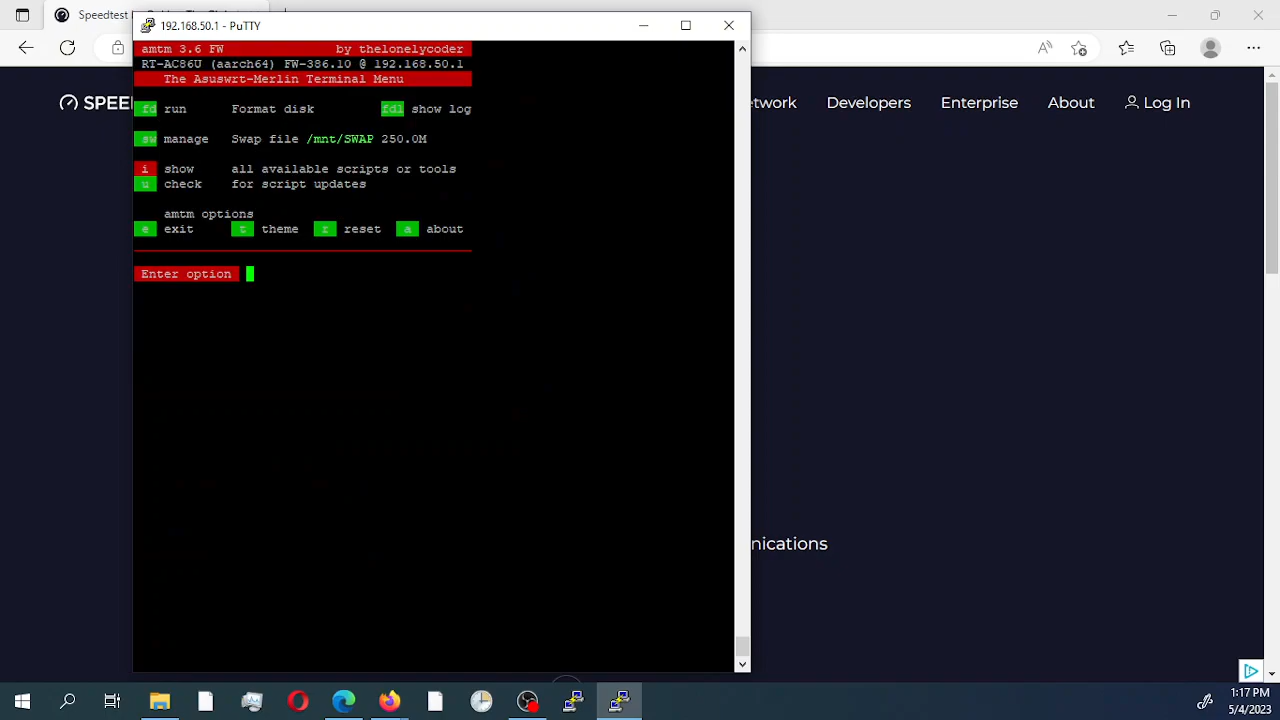 Speedtest
192.168.50.1 - PuTTY
amtm 3.6 FW by thelonelycoder
RT-AC86U (aarch64) FW-386.10 @ 192.168.50.1
The Asuswrt-Merlin Terminal Menu
SPEE
etwork Developers Enterprise About Log In
fd run Format disk fdl show log
sw manage Swap file /mnt/SWAP 250.0M
i show all available scripts or tools
u check for script updates
amtm options
e exit t theme r reset a about
Enter option
nications
1:17 PM
5/4/2023